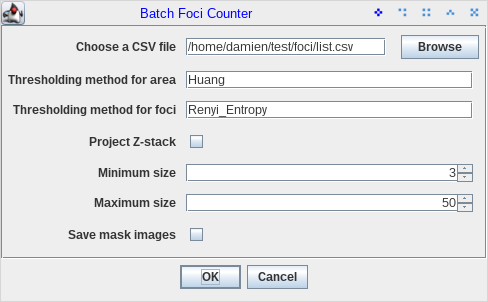 Batch Foci Counter
Choose a CSV file /home/damien/test/foci/list.csv Browse
Thresholding method for area Huang
Thresholding method for foci Renyi_Entropy
Project Z-stack
Minimum size 3
Maximum size 50
Save mask images
OK Cancel